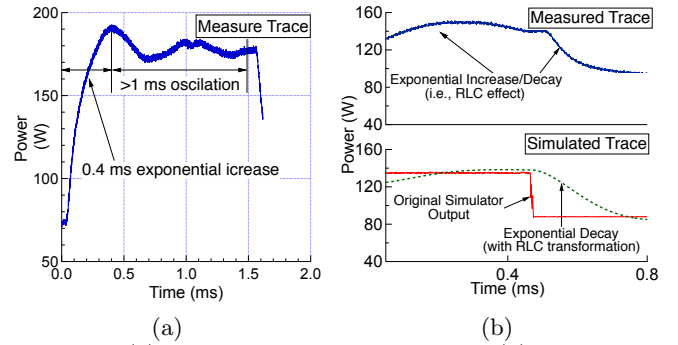 Measure Trace
200
150
100
50
Power
(W)
>1 ms oscilation
0.4 ms exponential icrease
0.0
0.5
1.0
1.5
2.0
Time (ms)
(a)
Measured Trace
160
120
80
40
Exponential Increase/Decay
(i.e., RLC effect)
Power
(W)
Simulated Trace
160
120
80
40
Original Simulator
Output
Exponential Decay
(with RLC transformation)
0.4
0.8
Time (ms)
(b)